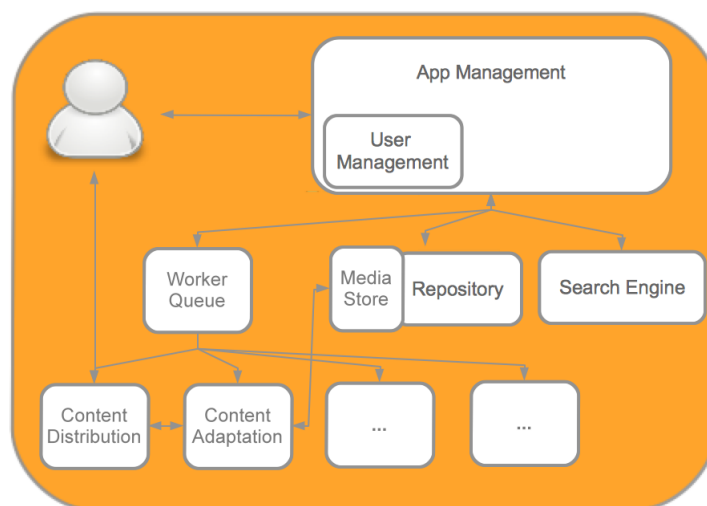 App Management
User
Management
Worker
Queue
Media
Store
Repository
Search Engine
Content
Distribution
Content
Adaptation
...
...